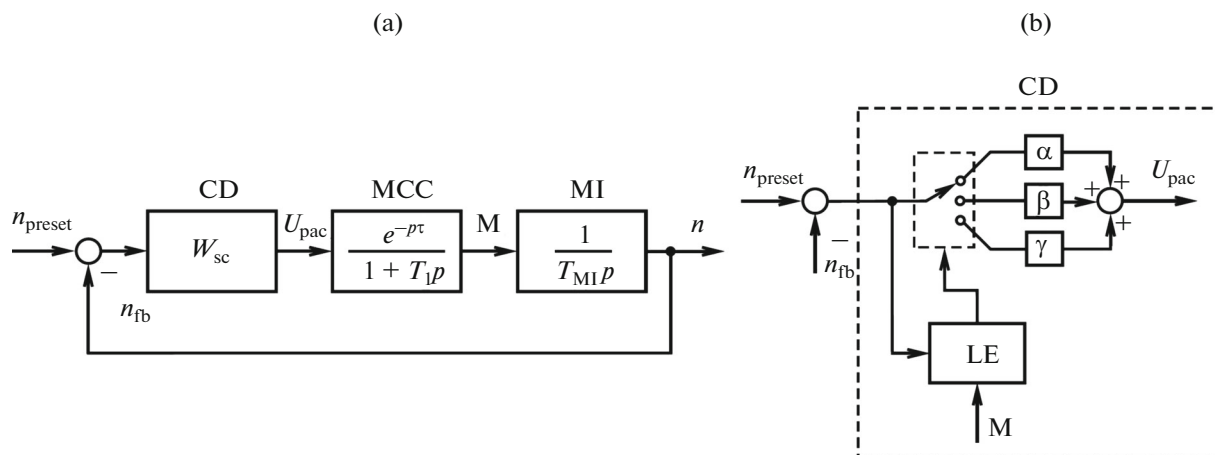 (a)
CD
MCC
MI
n_preset
−
n_fb
W_sc
U_pac
e^{−pτ}
1 + T_1p
M
1
T_MI p
n
(b)
CD
n_preset
−
n_fb
α
β
γ
+
+
+
U_pac
LE
M